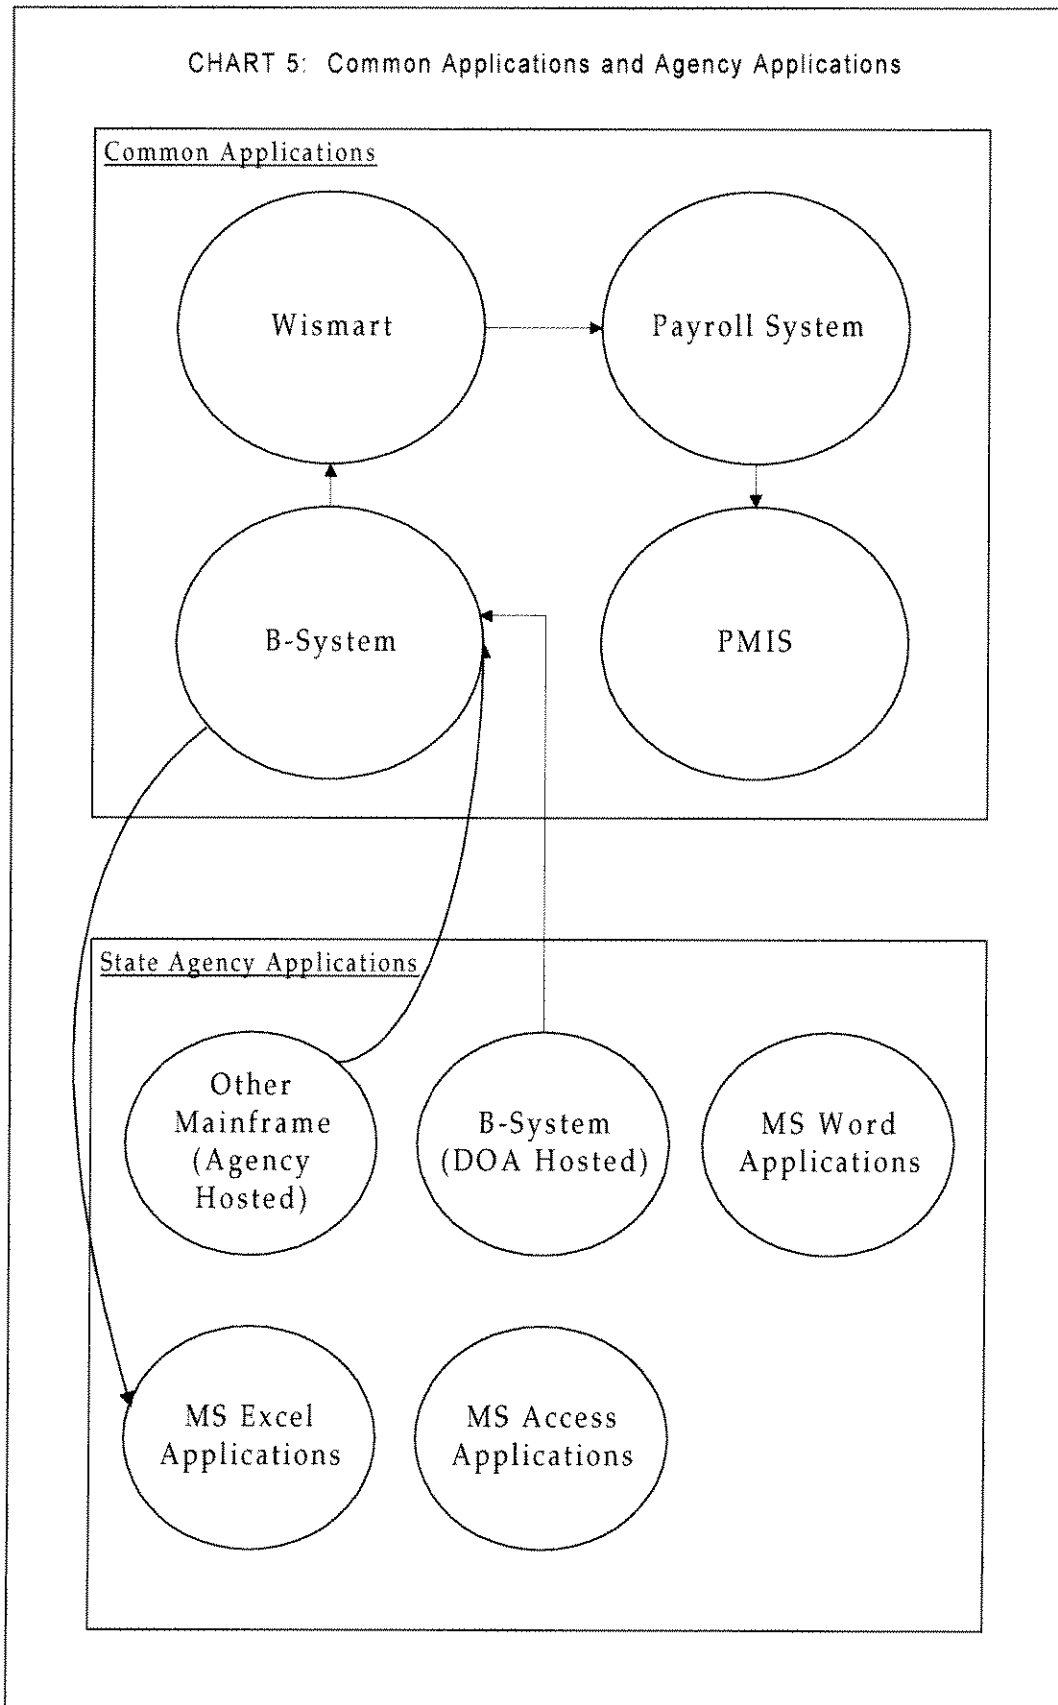 CHART 5: Common Applications and Agency Applications
Common Applications
Wismart
Payroll System
B-System
PMIS
State Agency Applications
Other
Mainframe
(Agency
Hosted)
B-System
(DOA Hosted)
MS Word
Applications
MS Excel
Applications
MS Access
Applications